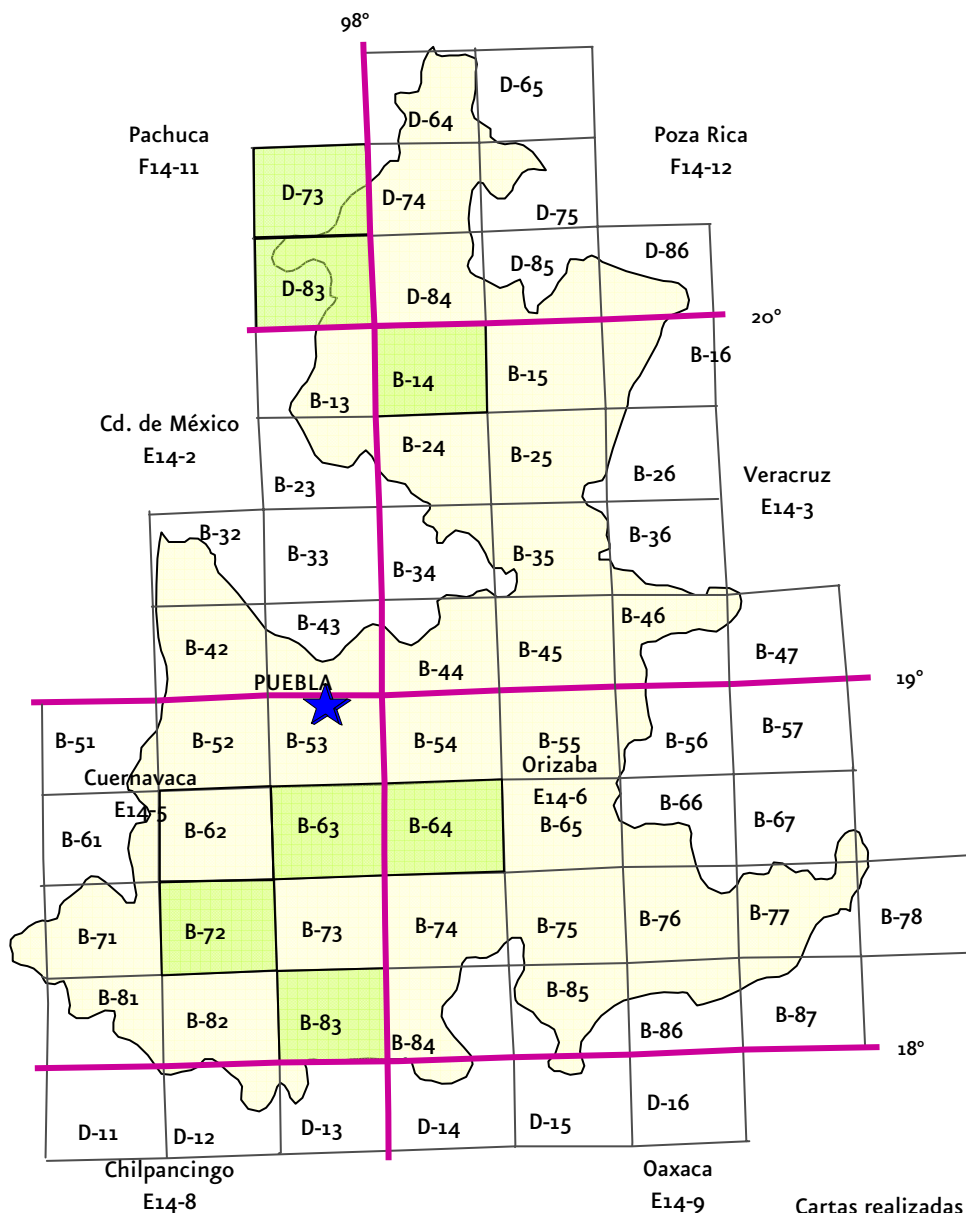 98°
D-65
D-64
Pachuca
F14-11
Poza Rica
F14-12
D-73
D-74
D-75
D-86
D-85
D-83
D-84
20°
B-16
B-14
B-15
B-13
Cd. de México
E14-2
B-24
B-25
B-26
B-23
Veracruz
E14-3
B-32
B-33
B-34
B-35
B-36
B-43
B-46
B-42
B-44
B-45
B-47
PUEBLA
19°
B-51
B-52
B-53
B-54
B-55
B-56
B-57
Cuernavaca
E14-5
Orizaba
E14-6
B-61
B-62
B-63
B-64
B-65
B-66
B-67
B-71
B-72
B-73
B-74
B-75
B-76
B-77
B-78
B-81
B-82
B-83
B-84
B-85
B-86
B-87
18°
D-11
D-12
D-13
D-14
D-15
D-16
Chilpancingo
E14-8
Oaxaca
E14-9
Cartas realizadas